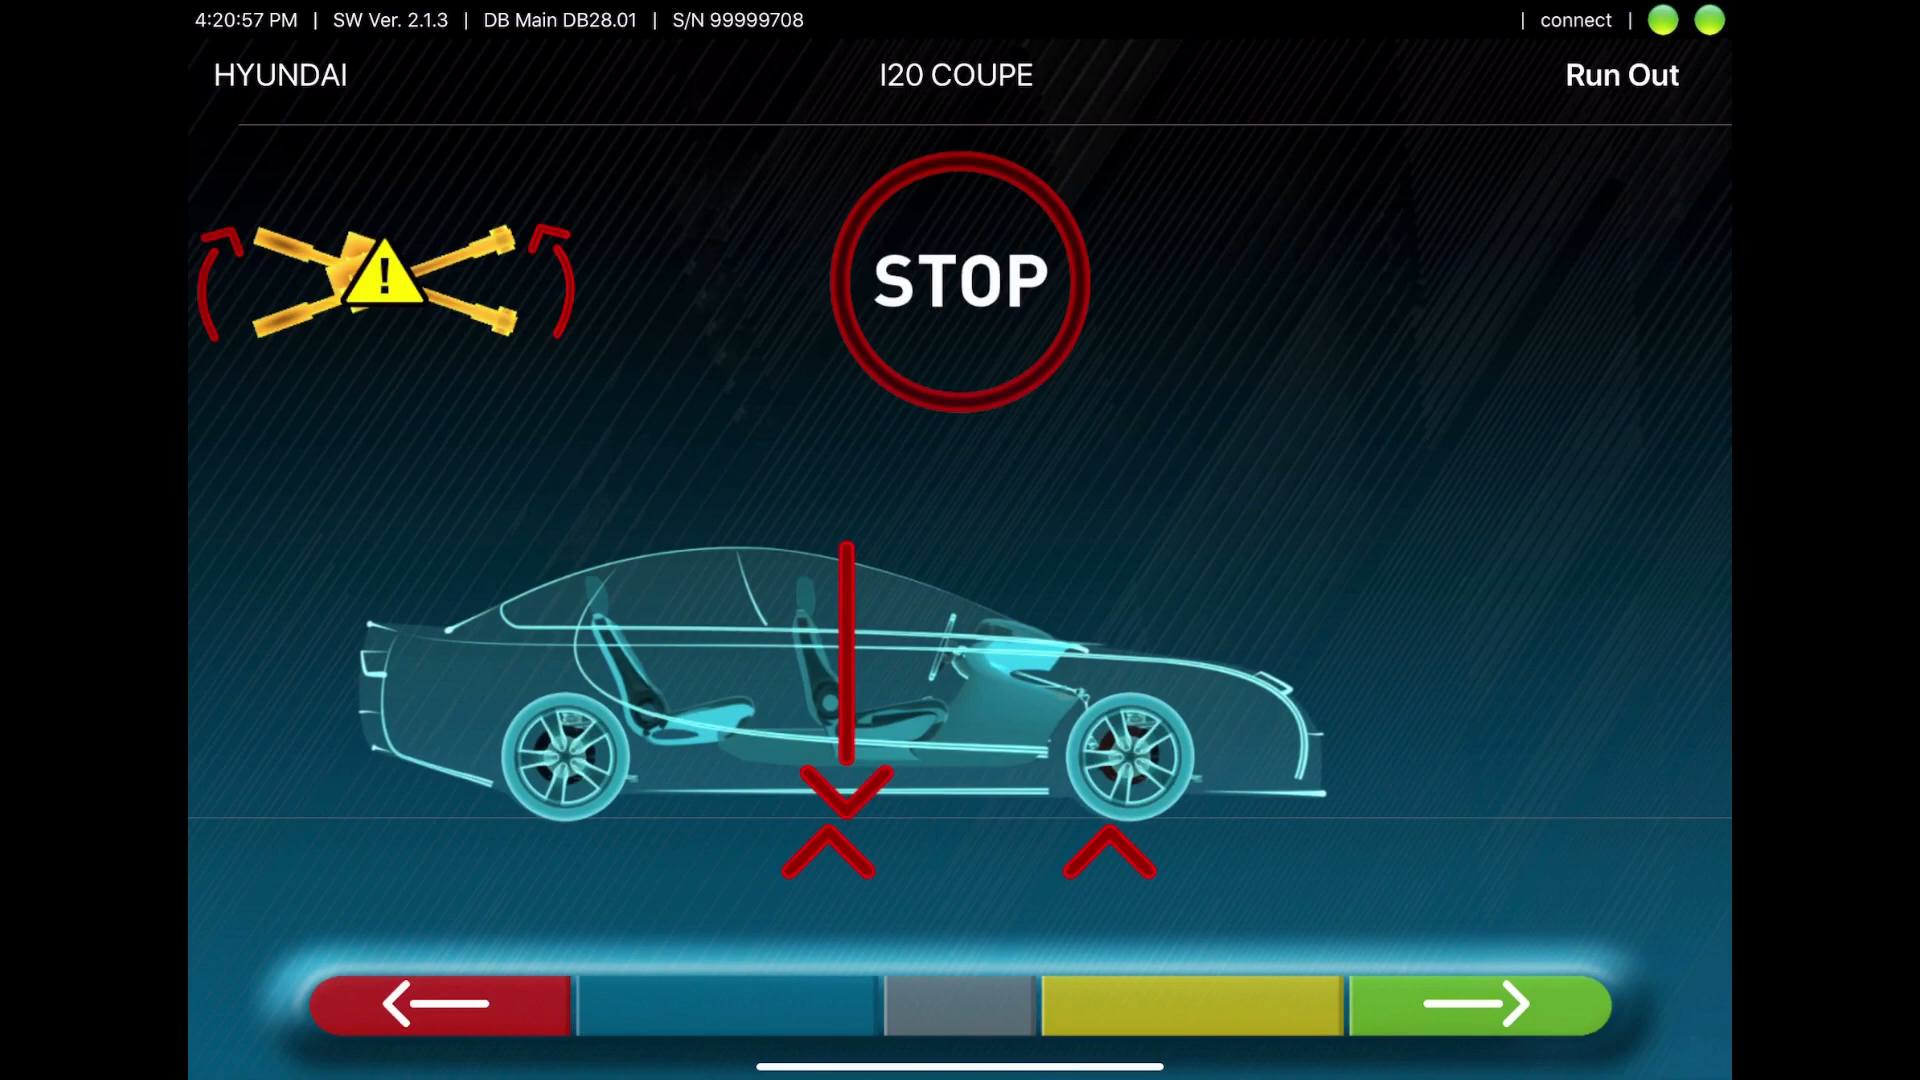 4:20:57 PM | SW Ver. 2.1.3 | DB Main DB28.01 | S/N 99999708 | connect |
HYUNDAI I20 COUPE Run Out
!
STOP